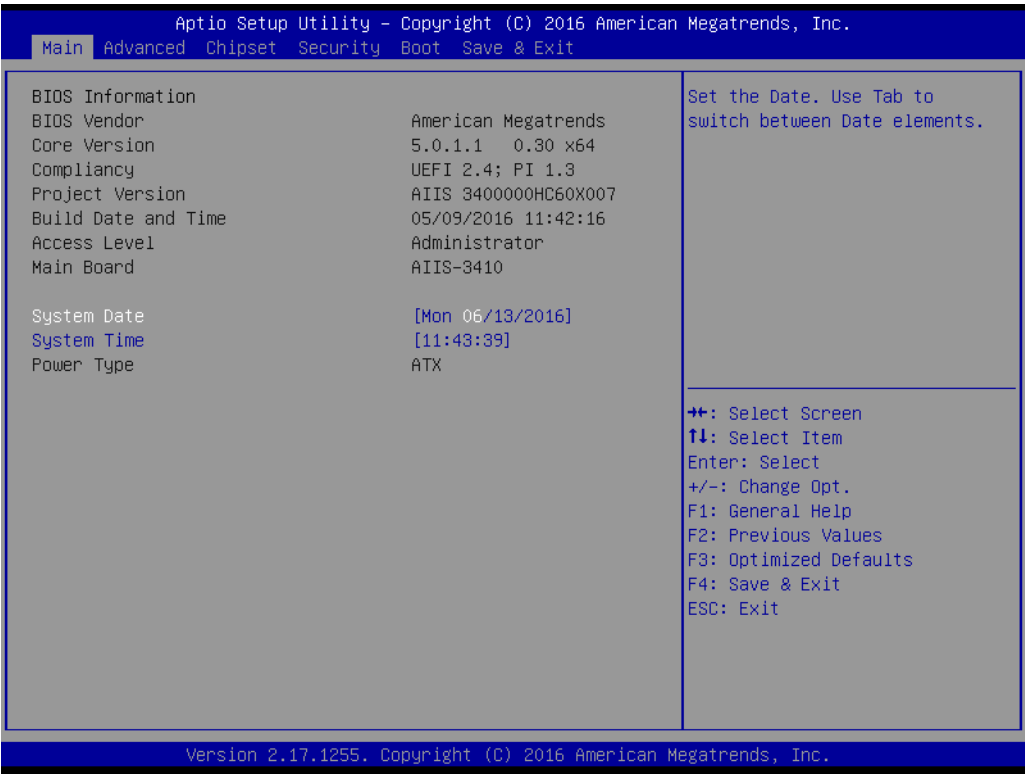 Aptio Setup Utility – Copyright (C) 2016 American Megatrends, Inc.
Main Advanced Chipset Security Boot Save & Exit
BIOS Information
BIOS Vendor American Megatrends
Core Version 5.0.1.1 0.30 x64
Compliancy UEFI 2.4; PI 1.3
Project Version AIIS 3400000HC60X007
Build Date and Time 05/09/2016 11:42:16
Access Level Administrator
Main Board AIIS-3410
System Date [Mon 06/13/2016]
System Time [11:43:39]
Power Type ATX
Set the Date. Use Tab to
switch between Date elements.
→←: Select Screen
↑↓: Select Item
Enter: Select
+/-: Change Opt.
F1: General Help
F2: Previous Values
F3: Optimized Defaults
F4: Save & Exit
ESC: Exit
Version 2.17.1255. Copyright (C) 2016 American Megatrends, Inc.